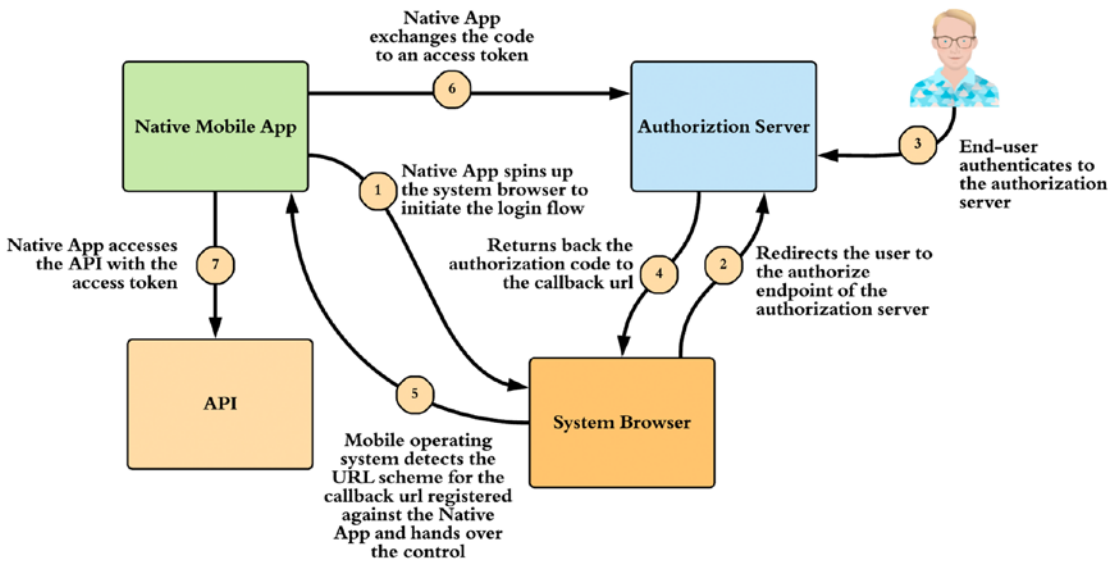 Native App
exchanges the code
to an access token
6
Native Mobile App
Authoriztion Server
3
End-user
authenticates to
the authorization
server
1
Native App spins up
the system browser to
initiate the login flow
Native App accesses
the API with the
access token
7
Returns back the
authorization code to
the callback url
4
2
Redirects the user to
the authorize
endpoint of the
authorization server
API
5
System Browser
Mobile operating
system detects the
URL scheme for the
callback url registered
against the Native
App and hands over
the control